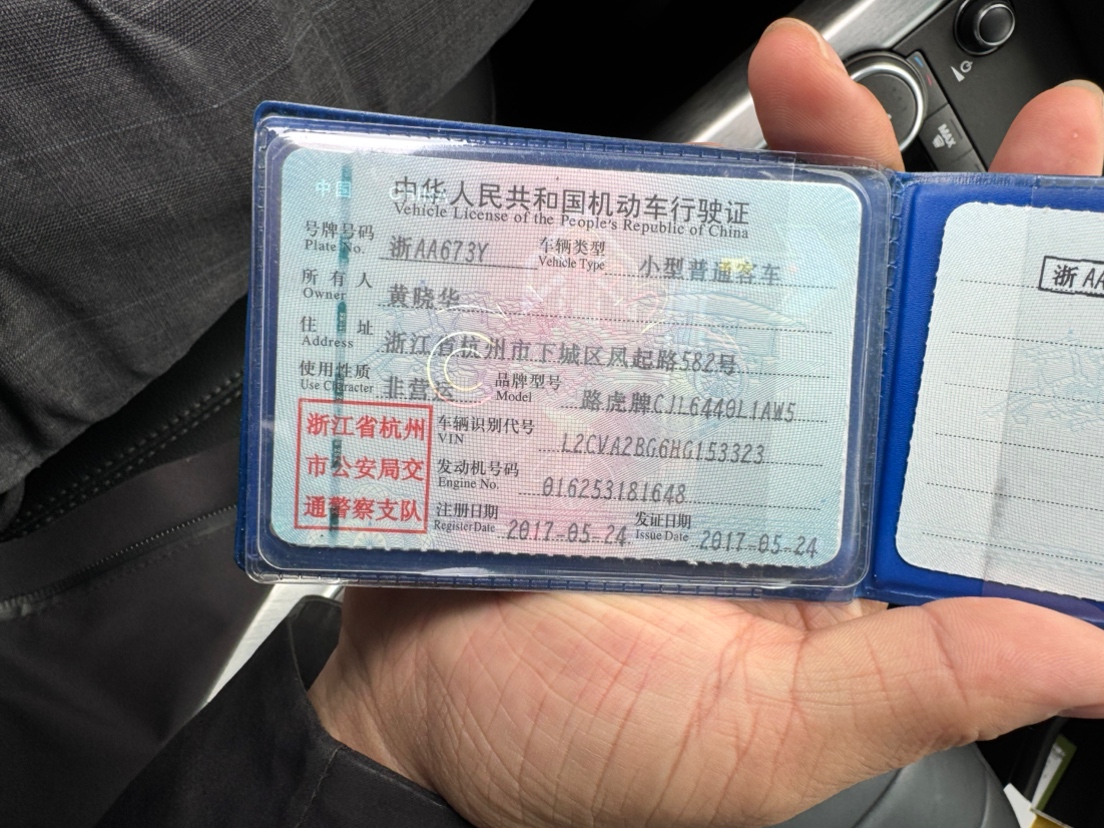 中国
中华人民共和国机动车行驶证
Vehicle License of the People's Republic of China
号牌号码 浙AA673Y 车辆类型 小型普通客车
Plate No. Vehicle Type
所有人 黄晓华
Owner
住址 浙江省杭州市下城区凤起路582号
Address
使用性质 非营运 品牌型号 路虎牌CJL6440L1AW5
Use Character Model
浙江省杭州
市公安局交
通警察支队
车辆识别代号 L2CVA2BG6HG153323
VIN
发动机号码 016253181648
Engine No.
注册日期 2017-05-24 发证日期 2017-05-24
Register Date Issue Date
浙AA
MAX